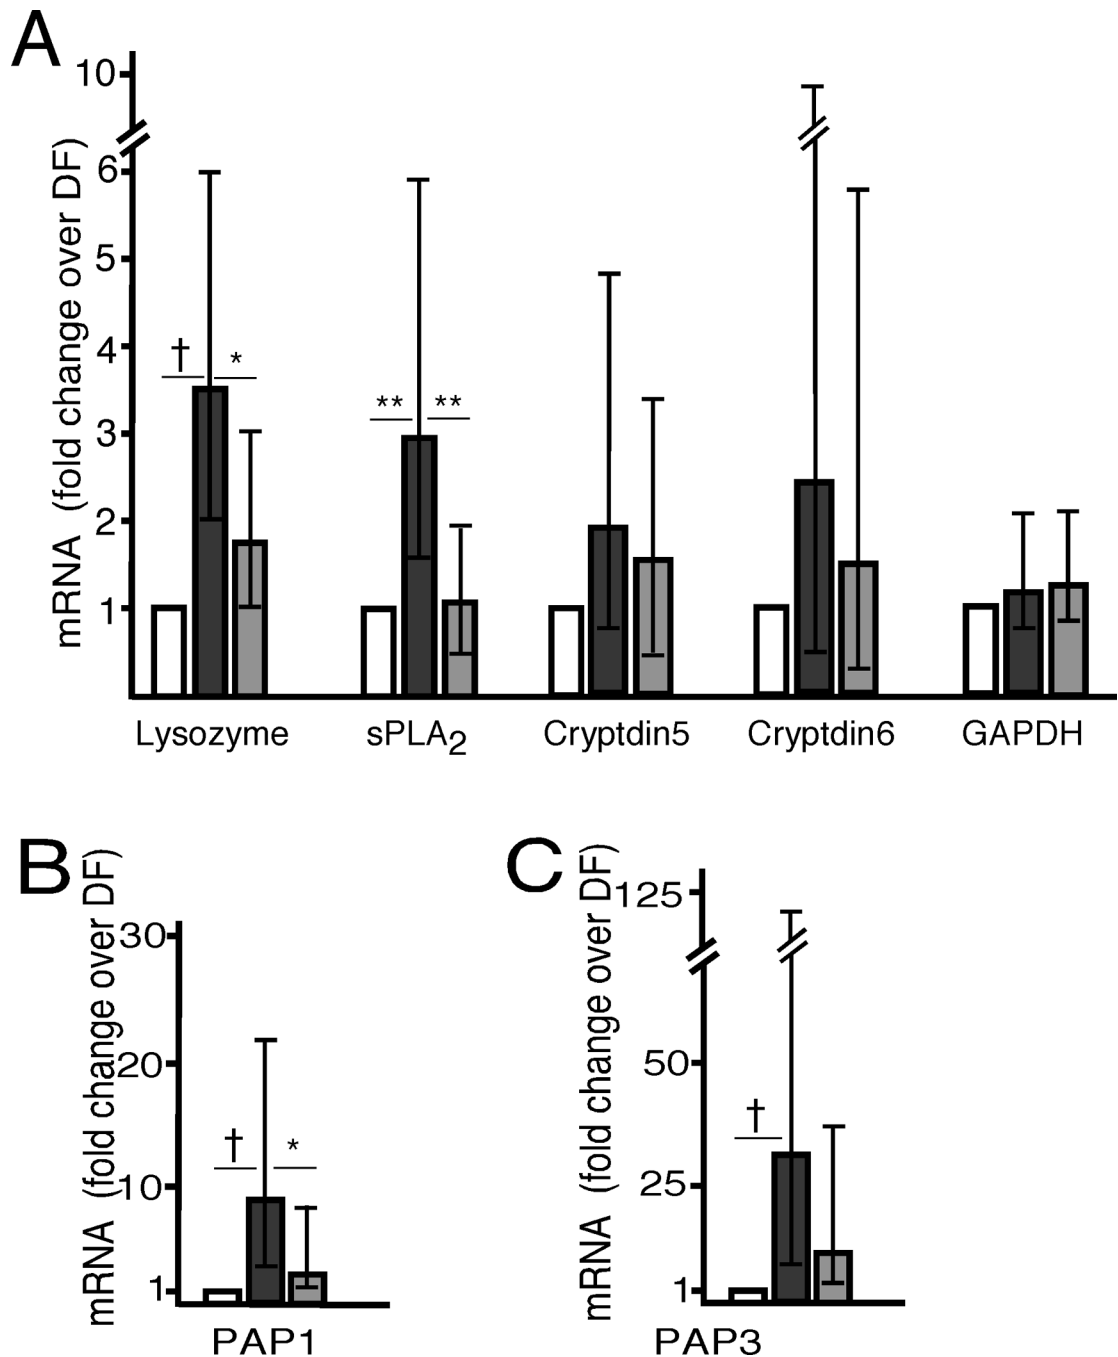 A
mRNA (fold change over DF)
10
6
5
4
3
2
1
† *
** **
Lysozyme sPLA2 Cryptdin5 Cryptdin6 GAPDH
B
mRNA (fold change over DF)
30
20
10
1
† *
PAP1
C
mRNA (fold change over DF)
125
50
25
1
†
PAP3